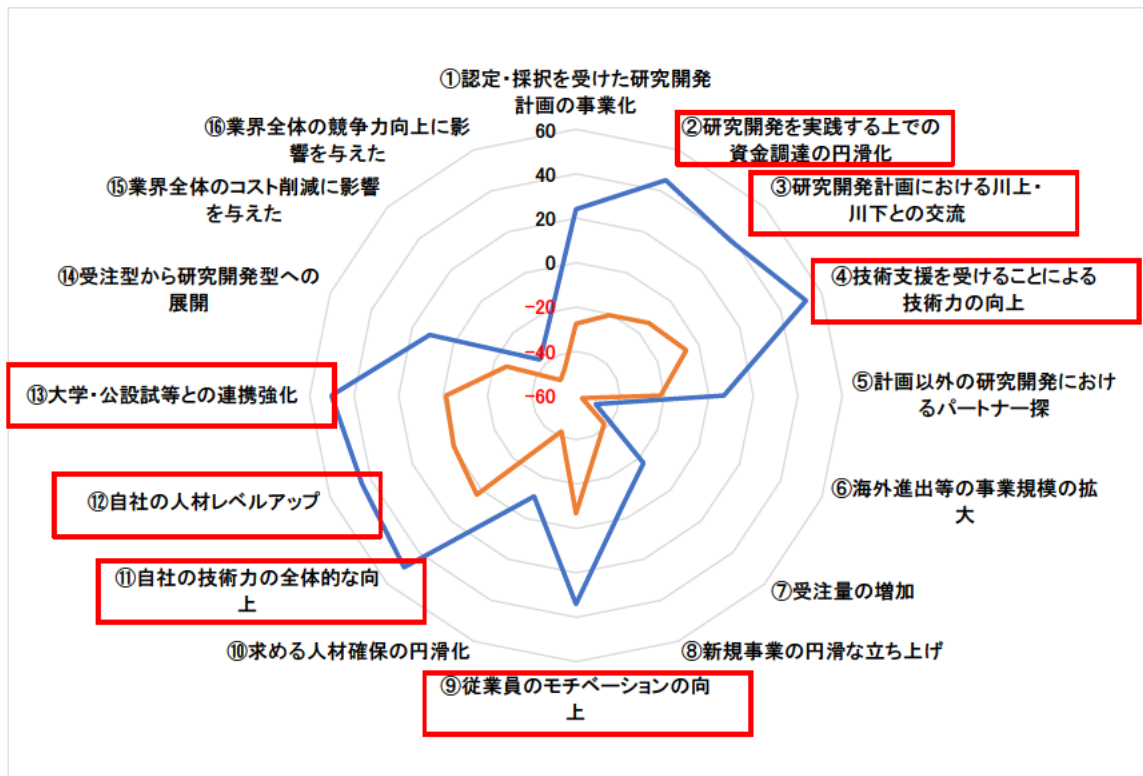 ①認定・採択を受けた研究開発
計画の事業化
②研究開発を実践する上での
資金調達の円滑化
③研究開発計画における川上・
川下との交流
④技術支援を受けることによる
技術力の向上
⑤計画以外の研究開発におけ
るパートナー探
⑥海外進出等の事業規模の拡
大
⑦受注量の増加
⑧新規事業の円滑な立ち上げ
⑨従業員のモチベーションの向
上
⑩求める人材確保の円滑化
⑪自社の技術力の全体的な向
上
⑫自社の人材レベルアップ
⑬大学・公設試等との連携強化
⑭受注型から研究開発型への
展開
⑮業界全体のコスト削減に影響
を与えた
⑯業界全体の競争力向上に影
響を与えた
60
40
20
0
-20
-40
-60